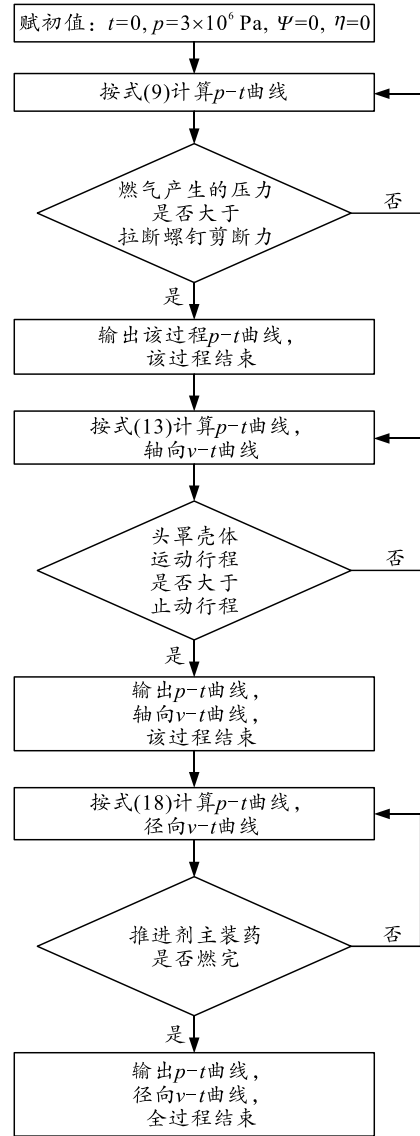 赋初值：t=0, p=3×10⁶ Pa, Ψ=0, η=0
按式(9)计算p-t曲线
燃气产生的压力
是否大于
拉断螺钉剪断力
否
是
输出该过程p-t曲线，
该过程结束
按式(13)计算p-t曲线，
轴向v-t曲线
头罩壳体
运动行程
是否大于
止动行程
否
是
输出p-t曲线，
轴向v-t曲线，
该过程结束
按式(18)计算p-t曲线，
径向v-t曲线
推进剂主装药
是否燃完
否
是
输出p-t曲线，
径向v-t曲线，
全过程结束